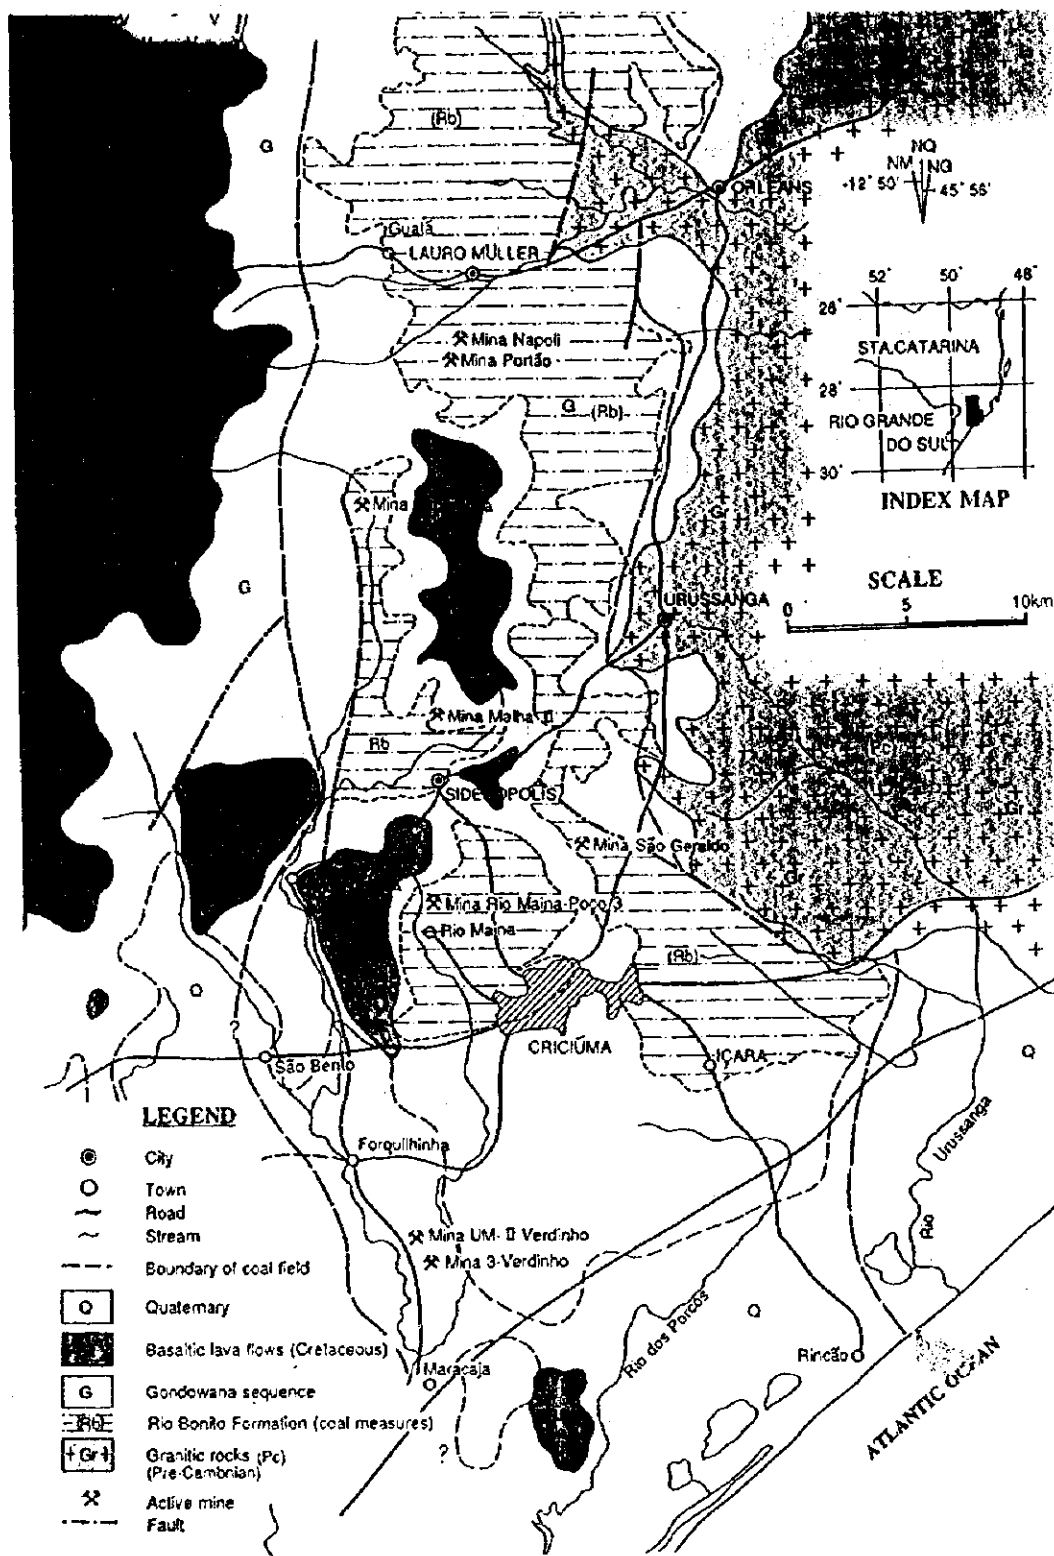 V
V
(Rb)
G
NQ
NM
NG
12° 50'
45° 56'
ORLEANS
Guatá
LAURO MÜLLER
52°
50°
48°
26°
Mina Napoli
Mina Portão
STA.CATARINA
28°
G
(Rb)
RIO GRANDE
DO SUL
30°
INDEX MAP
Mina
G
SCALE
0
5
10km
URUSSANGA
Mina Malha II
Rb
SIDEROPOLIS
Mina São Geraldo
Mina Rio Maina-Poço 3
Rio Maina
(Rb)
Q
?
CRICIÚMA
IÇARA
Q
São Bento
LEGEND
Forquilhinha
Rio Urussanga
City
Town
Road
Stream
Boundary of coal field
Q Quaternary
Basaltic lava flows (Cretaceous)
G Gondowana sequence
Rb Rio Bonito Formation (coal measures)
Gr Granitic rocks (Pc)
(Pre-Cambrian)
Active mine
Fault
Mina UM-II Verdinho
Mina 3-Verdinho
Rio dos Porcos
Q
Rincão
Maracaja
?
ATLANTIC OCEAN